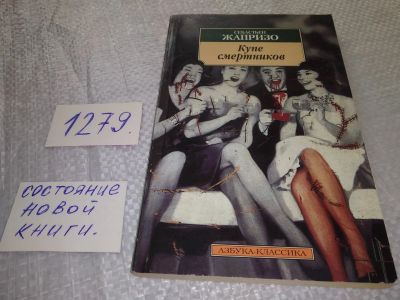 СЕБАСТЬЕН
ЖАПРИЗО
Купе
смертников
АЗБУКА-КЛАССИКА
1279.
СОСТОЯНИЕ
НОВОЙ
КНИГИ.